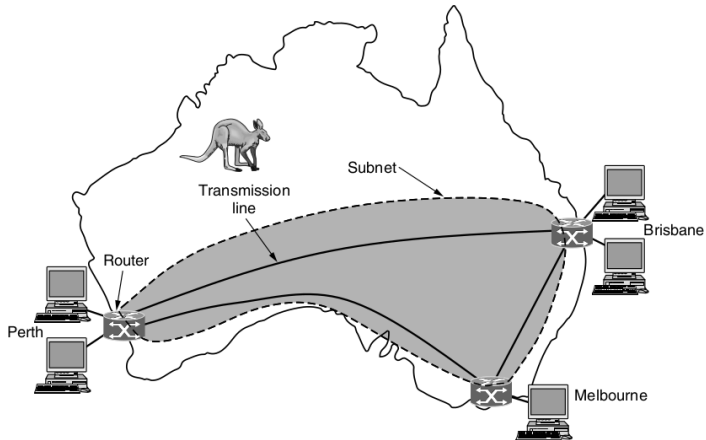 Subnet
Transmission
line
Brisbane
Router
Perth
Melbourne